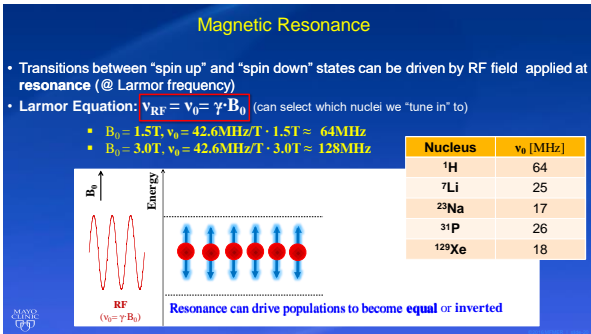 Magnetic Resonance
• Transitions between “spin up” and “spin down” states can be driven by RF field applied at
resonance (@ Larmor frequency)
• Larmor Equation: νRF = ν0= γ·B0 (can select which nuclei we “tune in” to)
▪ B0 = 1.5T, ν0 = 42.6MHz/T · 1.5T ≈ 64MHz
▪ B0 = 3.0T, ν0 = 42.6MHz/T · 3.0T ≈ 128MHz
Nucleus ν0 [MHz]
1H 64
7Li 25
23Na 17
31P 26
129Xe 18
B0
Energy
RF
(ν0= γ·B0)
Resonance can drive populations to become equal or inverted
MAYO
CLINIC